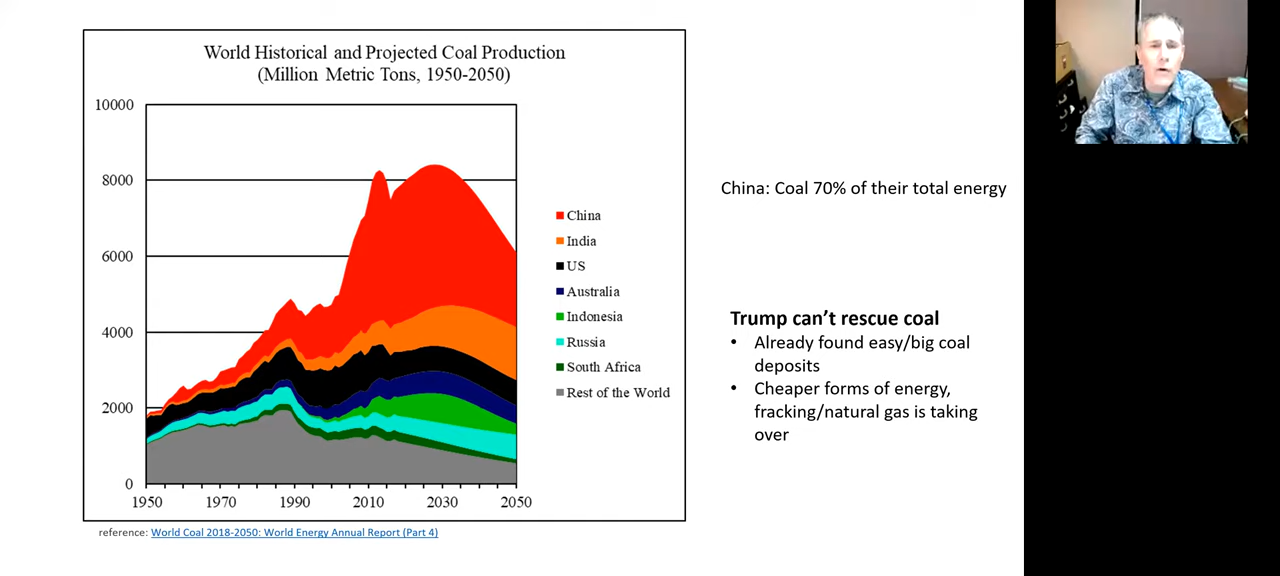 World Historical and Projected Coal Production
(Million Metric Tons, 1950-2050)
10000
8000
6000
4000
2000
0
1950
1970
1990
2010
2030
2050
China
India
US
Australia
Indonesia
Russia
South Africa
Rest of the World
reference: World Coal 2018-2050: World Energy Annual Report (Part 4)
China: Coal 70% of their total energy
Trump can’t rescue coal
• Already found easy/big coal
deposits
• Cheaper forms of energy,
fracking/natural gas is taking
over